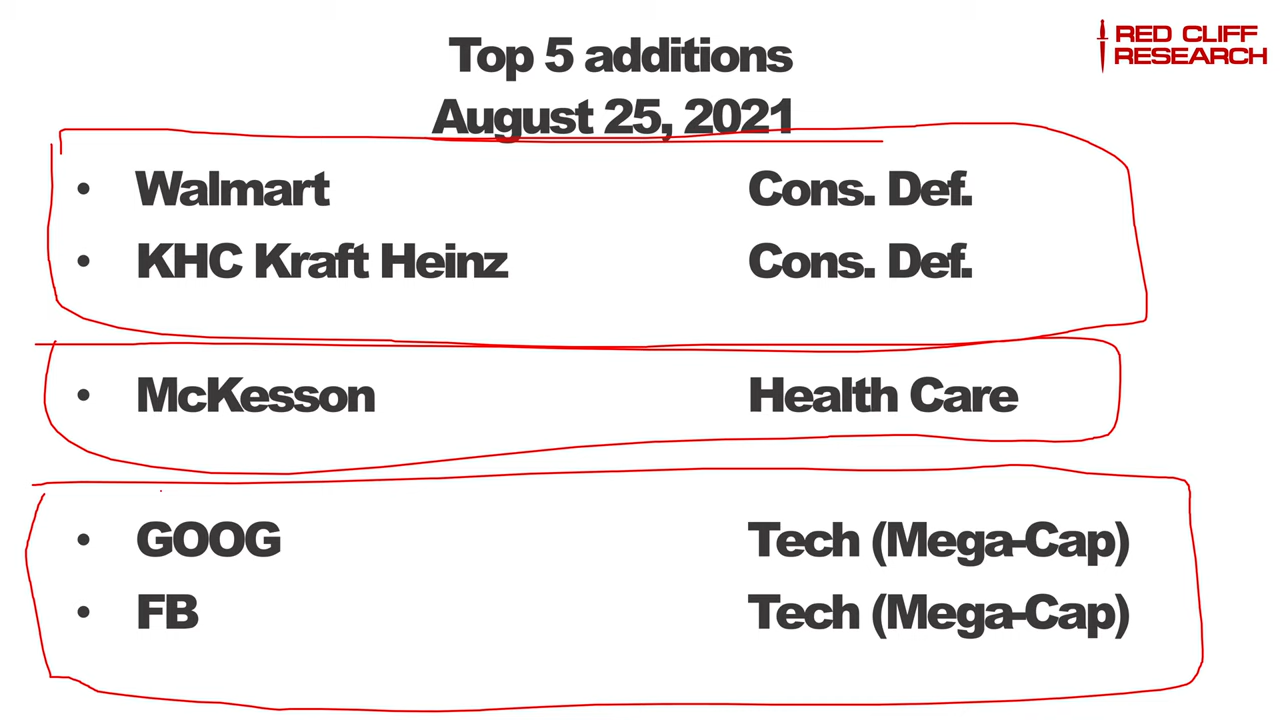 Top 5 additions
August 25, 2021
RED CLIFF
RESEARCH
• Walmart Cons. Def.
• KHC Kraft Heinz Cons. Def.
• McKesson Health Care
• GOOG Tech (Mega-Cap)
• FB Tech (Mega-Cap)